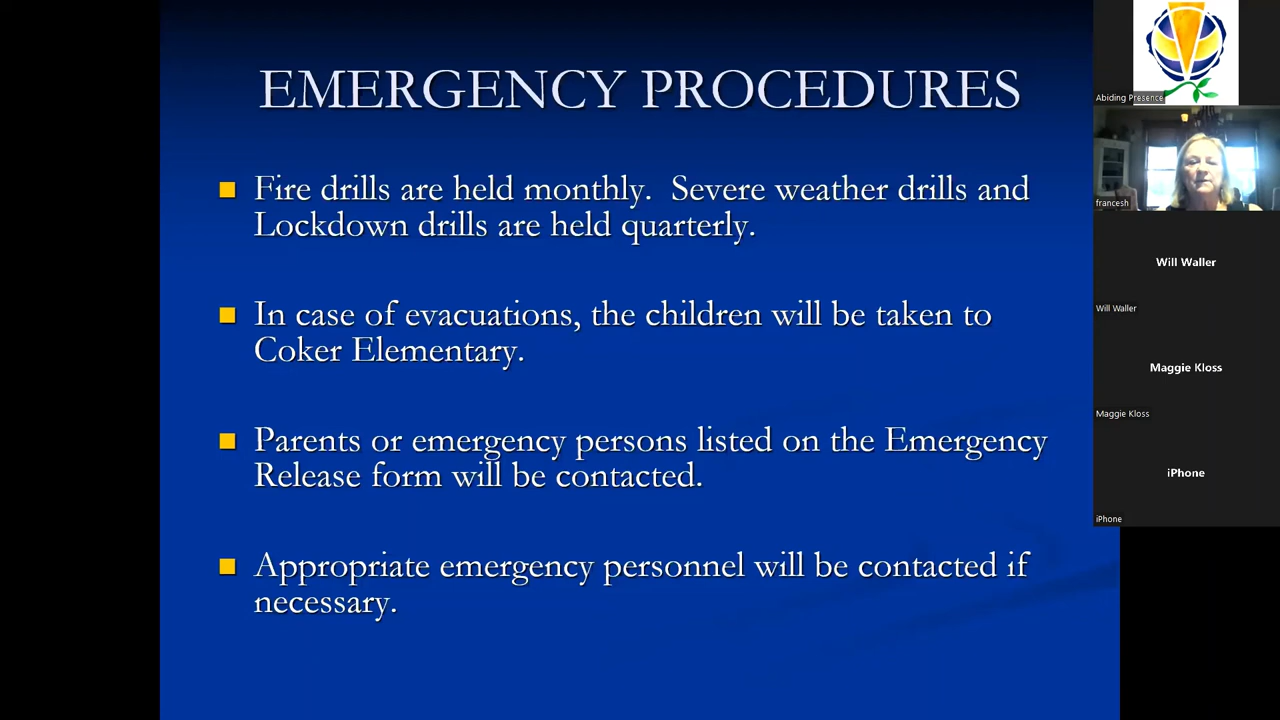 EMERGENCY PROCEDURES
Fire drills are held monthly.  Severe weather drills and
Lockdown drills are held quarterly.
In case of evacuations, the children will be taken to
Coker Elementary.
Parents or emergency persons listed on the Emergency
Release form will be contacted.
Appropriate emergency personnel will be contacted if
necessary.
Abiding Presence
francesh
Will Waller
Will Waller
Maggie Kloss
Maggie Kloss
iPhone
iPhone